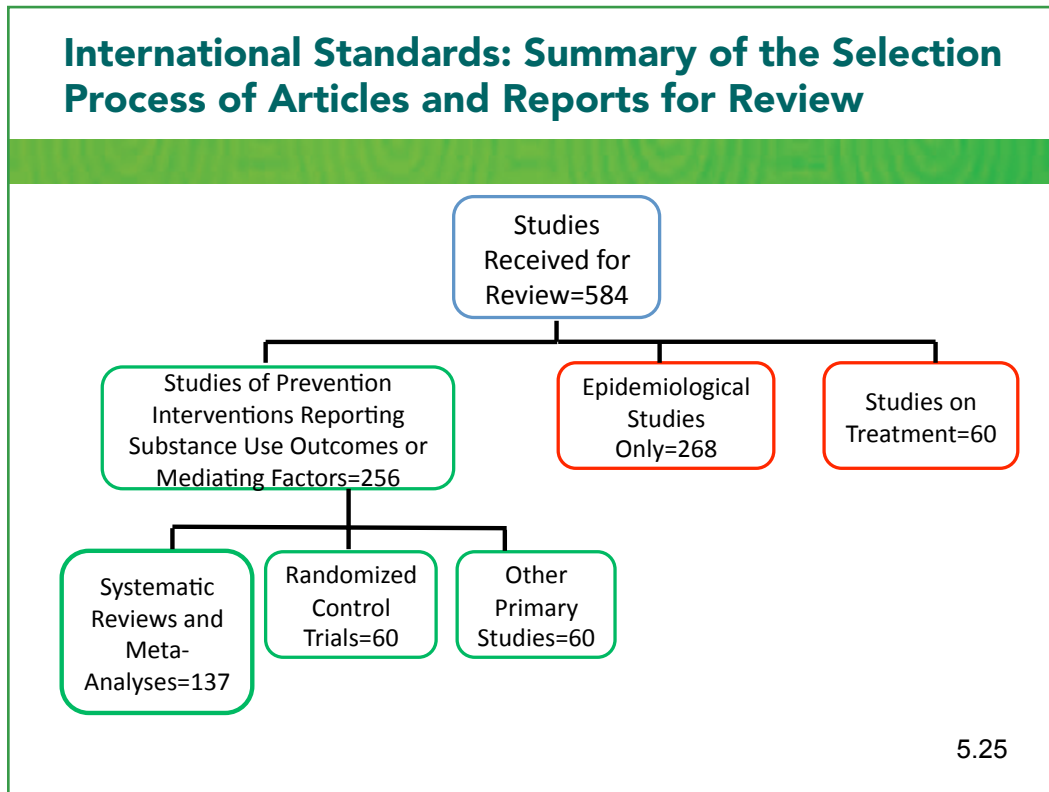 International Standards: Summary of the Selection
Process of Articles and Reports for Review
Studies
Received for
Review=584
Studies of Prevention
Interventions Reporting
Substance Use Outcomes or
Mediating Factors=256
Epidemiological
Studies
Only=268
Studies on
Treatment=60
Systematic
Reviews and
Meta-
Analyses=137
Randomized
Control
Trials=60
Other
Primary
Studies=60
5.25